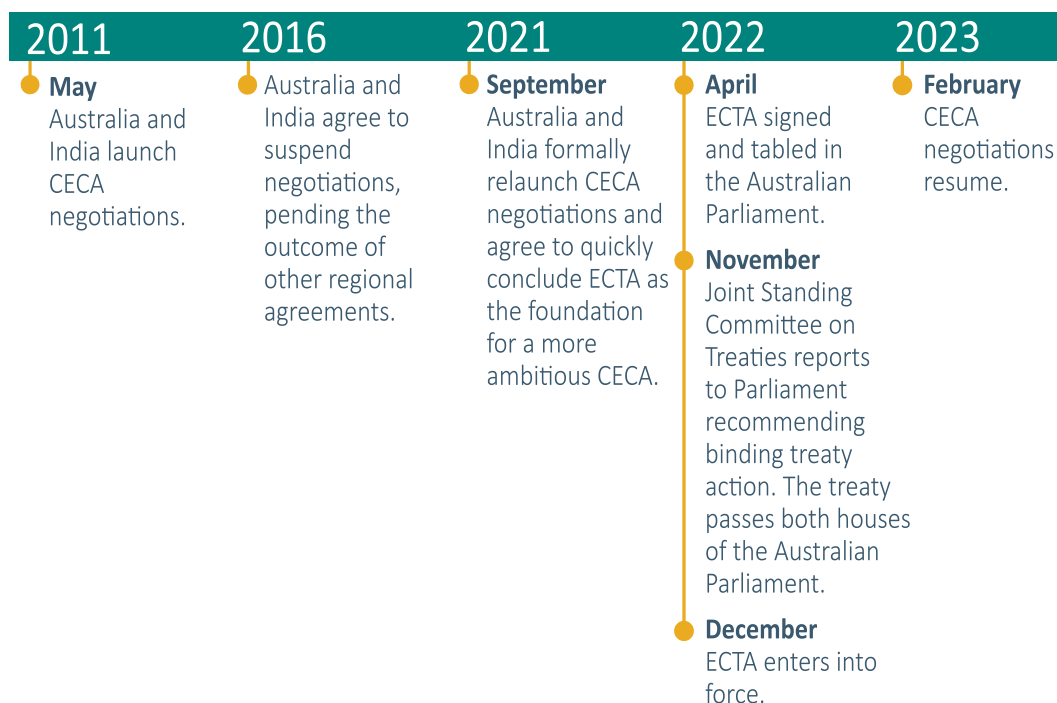 2011
May
Australia and
India launch
CECA
negotiations.
2016
Australia and
India agree to
suspend
negotiations,
pending the
outcome of
other regional
agreements.
2021
September
Australia and
India formally
relaunch CECA
negotiations and
agree to quickly
conclude ECTA as
the foundation
for a more
ambitious CECA.
2022
April
ECTA signed
and tabled in
the Australian
Parliament.
November
Joint Standing
Committee on
Treaties reports
to Parliament
recommending
binding treaty
action. The treaty
passes both houses
of the Australian
Parliament.
December
ECTA enters into
force.
2023
February
CECA
negotiations
resume.